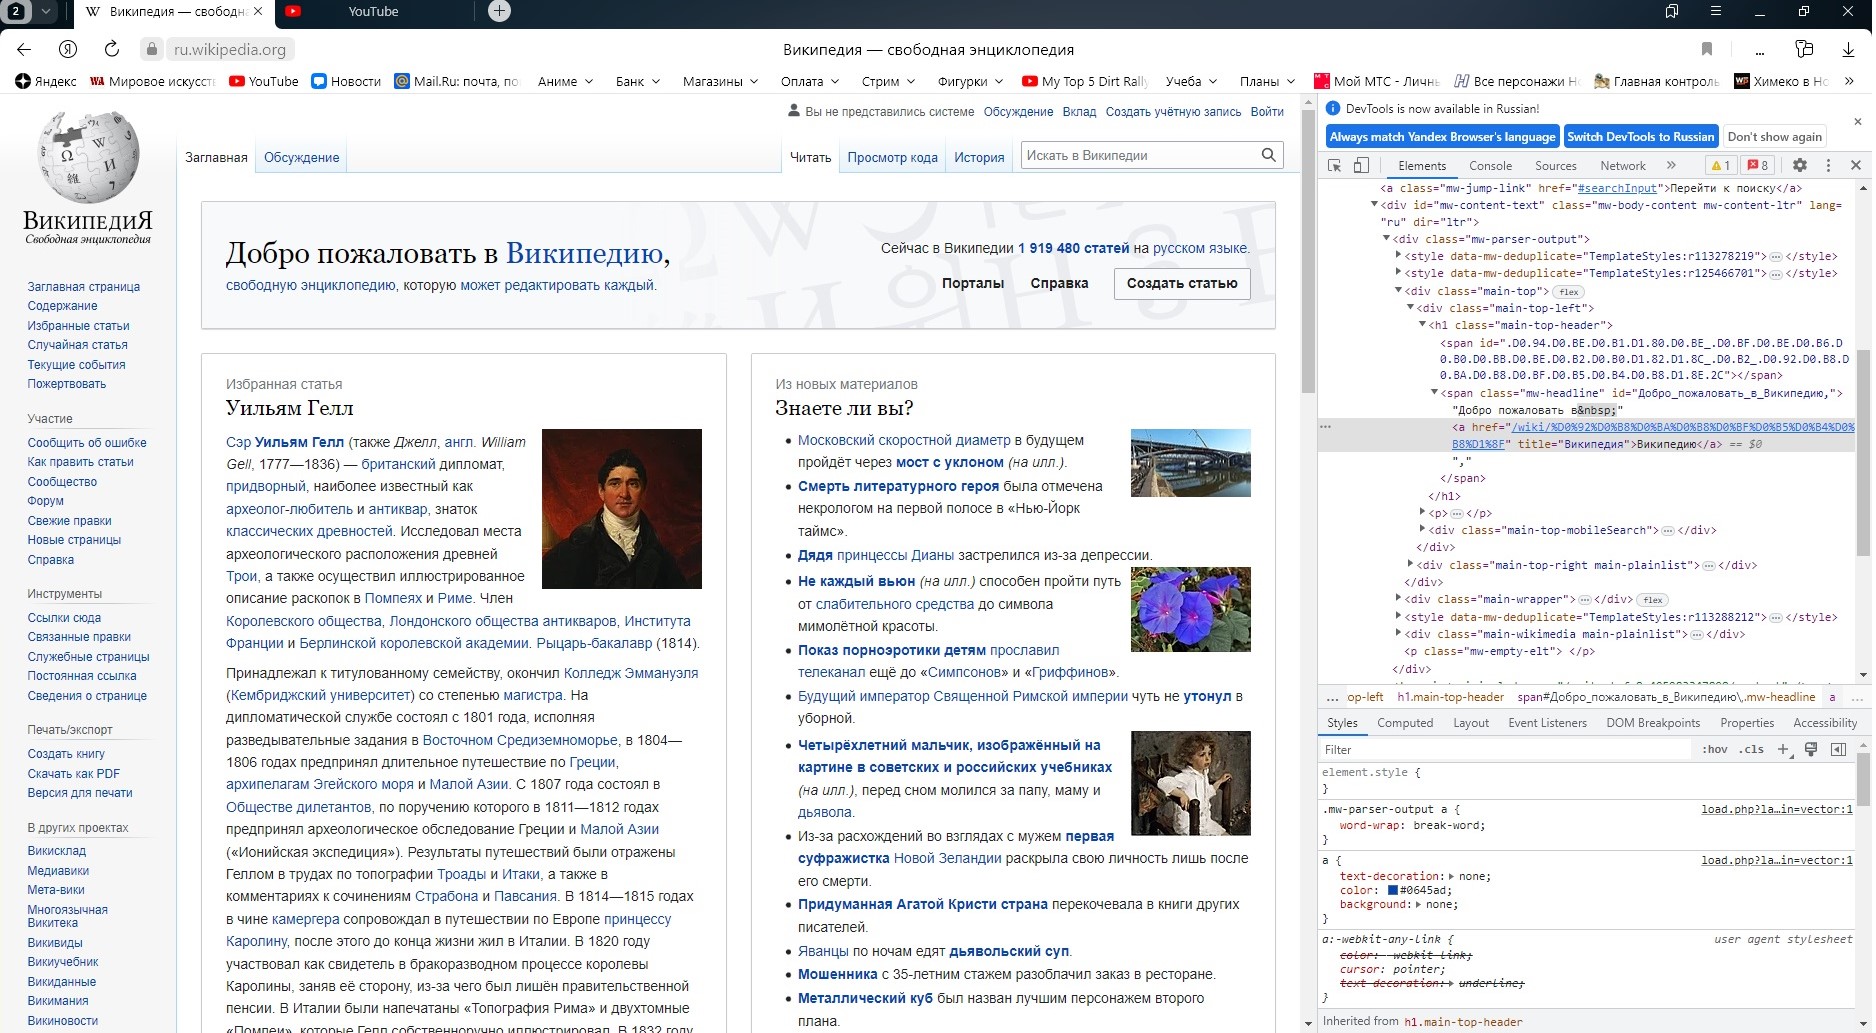 2
Википедия — свободна
YouTube
ru.wikipedia.org
Википедия — свободная энциклопедия
Яндекс
Мировое искусст
YouTube
Новости
Mail.Ru: почта, по
Аниме
Банк
Магазины
Оплата
Стрим
Фигурки
My Top 5 Dirt Rally
Учеба
Планы
Мой МТС - Личнь
Все персонажи Но
Главная контроль
Химеко в Но
ВикипедиЯ
Свободная энциклопедия
Заглавная страница
Содержание
Избранные статьи
Случайная статья
Текущие события
Пожертвовать
Участие
Сообщить об ошибке
Как править статьи
Сообщество
Форум
Свежие правки
Новые страницы
Справка
Инструменты
Ссылки сюда
Связанные правки
Служебные страницы
Постоянная ссылка
Сведения о странице
Печать/экспорт
Создать книгу
Скачать как PDF
Версия для печати
В других проектах
Викисклад
Медиавики
Мета-вики
Многоязычная
Викитека
Викивиды
Викиучебник
Викиданные
Викимания
Викиновости
Вы не представились системе Обсуждение Вклад Создать учётную запись Войти
Заглавная Обсуждение
Читать Просмотр кода История Искать в Википедии
Добро пожаловать в Википедию,
свободную энциклопедию, которую может редактировать каждый.
Сейчас в Википедии 1 919 480 статей на русском языке.
Порталы Справка Создать статью
Избранная статья
Уильям Гелл
Сэр Уильям Гелл (также Джелл, англ. William
Gell, 1777—1836) — британский дипломат,
придворный, наиболее известный как
археолог-любитель и антиквар, знаток
классических древностей. Исследовал места
археологического расположения древней
Трои, а также осуществил иллюстрированное
описание раскопок в Помпеях и Риме. Член
Королевского общества, Лондонского общества антикваров, Института
Франции и Берлинской королевской академии. Рыцарь-бакалавр (1814).
Принадлежал к титулованному семейству, окончил Колледж Эммануэля
(Кембриджский университет) со степенью магистра. На
дипломатической службе состоял с 1801 года, исполняя
разведывательные задания в Восточном Средиземноморье, в 1804—
1806 годах предпринял длительное путешествие по Греции,
архипелагам Эгейского моря и Малой Азии. С 1807 года состоял в
Обществе дилетантов, по поручению которого в 1811—1812 годах
предпринял археологическое обследование Греции и Малой Азии
(«Ионийская экспедиция»). Результаты путешествий были отражены
Геллом в трудах по топографии Троады и Итаки, а также в
комментариях к сочинениям Страбона и Павсания. В 1814—1815 годах
в чине камергера сопровождал в путешествии по Европе принцессу
Каролину, после этого до конца жизни жил в Италии. В 1820 году
участвовал как свидетель в бракоразводном процессе королевы
Каролины, заняв её сторону, из-за чего был лишён правительственной
пенсии. В Италии были напечатаны «Топография Рима» и двухтомные
«Помпеи», которые Гелл собственноручно иллюстрировал. В 1832 году
Из новых материалов
Знаете ли вы?
Московский скоростной диаметр в будущем
пройдёт через мост с уклоном (на илл.).
Смерть литературного героя была отмечена
некрологом на первой полосе в «Нью-Йорк
таймс».
Дядя принцессы Дианы застрелился из-за депрессии.
Не каждый вьюн (на илл.) способен пройти путь
от слабительного средства до символа
мимолётной красоты.
Показ порноэротики детям прославил
телеканал ещё до «Симпсонов» и «Гриффинов».
Будущий император Священной Римской империи чуть не утонул в
уборной.
Четырёхлетний мальчик, изображённый на
картине в советских и российских учебниках
(на илл.), перед сном молился за папу, маму и
дьявола.
Из-за расхождений во взглядах с мужем первая
суфражистка Новой Зеландии раскрыла свою личность лишь после
его смерти.
Придуманная Агатой Кристи страна перекочевала в книги других
писателей.
Яванцы по ночам едят дьявольский суп.
Мошенника с 35-летним стажем разоблачил заказ в ресторане.
Металлический куб был назван лучшим персонажем второго
плана.
DevTools is now available in Russian!
Always match Yandex Browser's language Switch DevTools to Russian Don't show again
Elements Console Sources Network » 1 8
<a class="mw-jump-link" href="#searchInput">Перейти к поиску</a>
<div id="mw-content-text" class="mw-body-content mw-content-ltr" lang=
"ru" dir="ltr">
<div class="mw-parser-output">
<style data-mw-deduplicate="TemplateStyles:r113278219">…</style>
<style data-mw-deduplicate="TemplateStyles:r125466701">…</style>
<div class="main-top"> flex
<div class="main-top-left">
<h1 class="main-top-header">
<span id=".D0.94.D0.BE.D0.B1.D1.80.D0.BE_.D0.BF.D0.BE.D0.B6.D
0.B0.D0.BB.D0.BE.D0.B2.D0.B0.D1.82.D1.8C_.D0.B2_.D0.92.D0.B8.D
0.BA.D0.B8.D0.BF.D0.B5.D0.B4.D0.B8.D1.8E.2C"></span>
<span class="mw-headline" id="Добро_пожаловать_в_Википедию,">
"Добро пожаловать в&nbsp;"
<a href="/wiki/%D0%92%D0%B8%D0%BA%D0%B8%D0%BF%D0%B5%D0%B4%D0%
B8%D1%8F" title="Википедия">Википедию</a> == $0
","
</span>
</h1>
<p>…</p>
<div class="main-top-mobileSearch">…</div>
</div>
<div class="main-top-right main-plainlist">…</div>
</div>
<div class="main-wrapper">…</div> flex
<style data-mw-deduplicate="TemplateStyles:r113288212">…</style>
<div class="main-wikimedia main-plainlist">…</div>
<p class="mw-empty-elt"> </p>
</div>
... op-left h1.main-top-header span#Добро_пожаловать_в_Википедию\,.mw-headline a ...
Styles Computed Layout Event Listeners DOM Breakpoints Properties Accessibility
Filter :hov .cls +
element.style {
}
.mw-parser-output a { load.php?la…in=vector:1
word-wrap: break-word;
}
a { load.php?la…in=vector:1
text-decoration: none;
color: #0645ad;
background: none;
}
a:-webkit-any-link { user agent stylesheet
color: -webkit-link;
cursor: pointer;
text-decoration: underline;
}
Inherited from h1.main-top-header